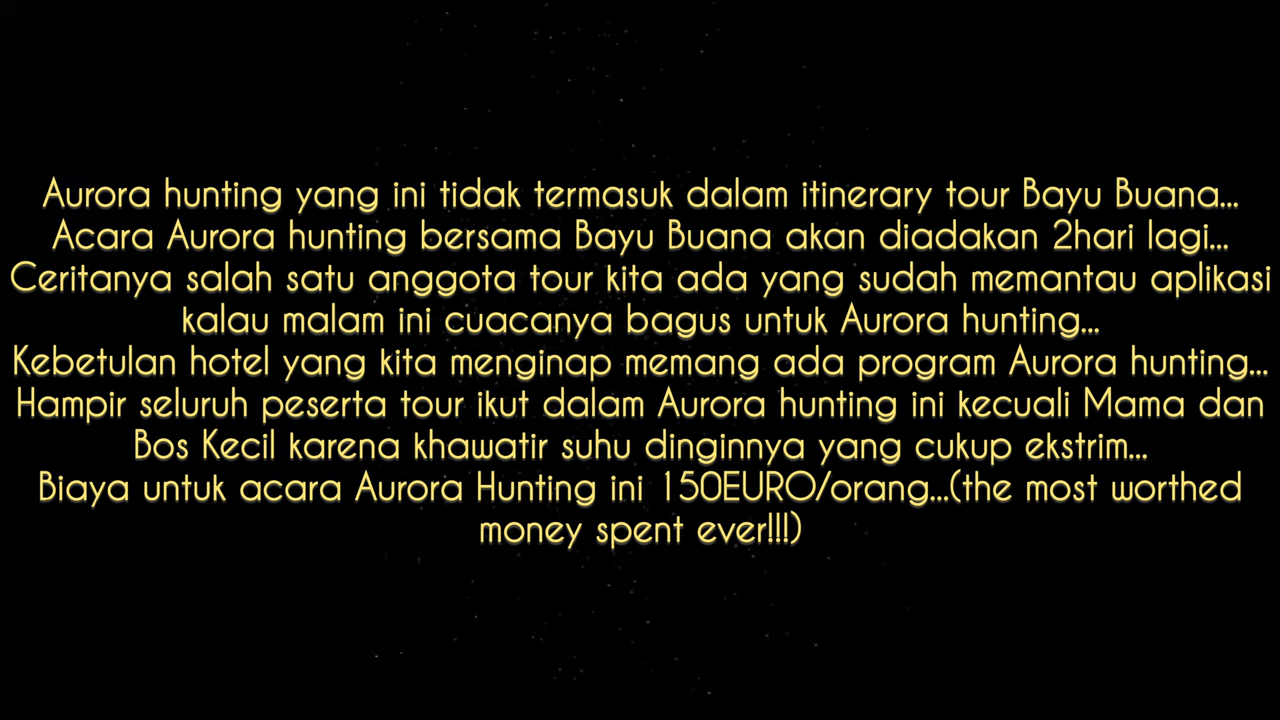 Aurora hunting yang ini tidak termasuk dalam itinerary tour Bayu Buana...
Acara Aurora hunting bersama Bayu Buana akan diadakan 2hari lagi...
Ceritanya salah satu anggota tour kita ada yang sudah memantau aplikasi
kalau malam ini cuacanya bagus untuk Aurora hunting...
Kebetulan hotel yang kita menginap memang ada program Aurora hunting...
Hampir seluruh peserta tour ikut dalam Aurora hunting ini kecuali Mama dan
Bos Kecil karena khawatir suhu dinginnya yang cukup ekstrim...
Biaya untuk acara Aurora Hunting ini 150EURO/orang...(the most worthed
money spent ever!!!)